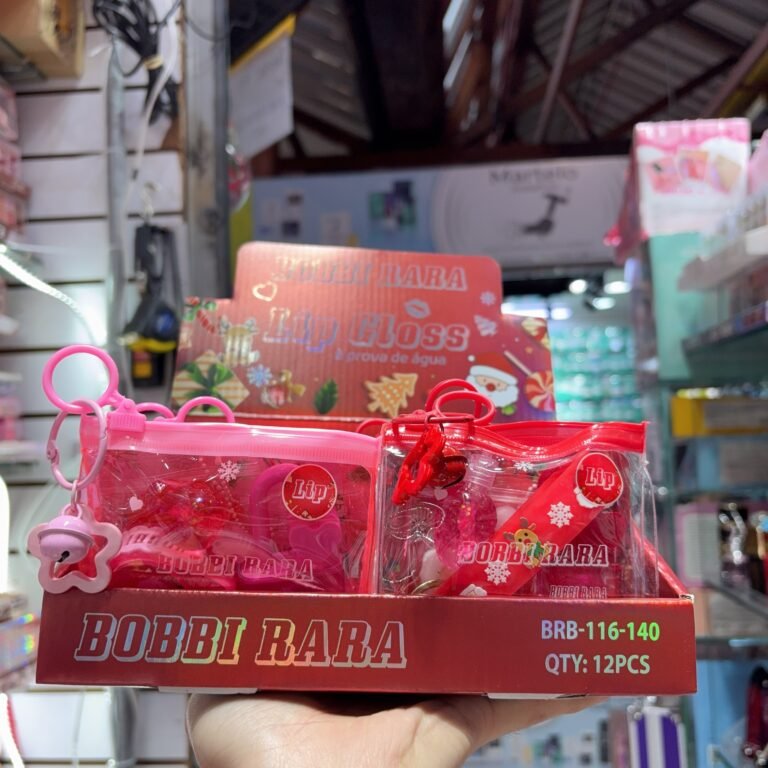 Martello
BOBBI RARA
Lip Gloss
à prova de água
Lip
BOBBI RARA
Lip
BOBBI RARA
BOBBI RARA
BOBBI RARA
BRB-116-140
QTY: 12PCS